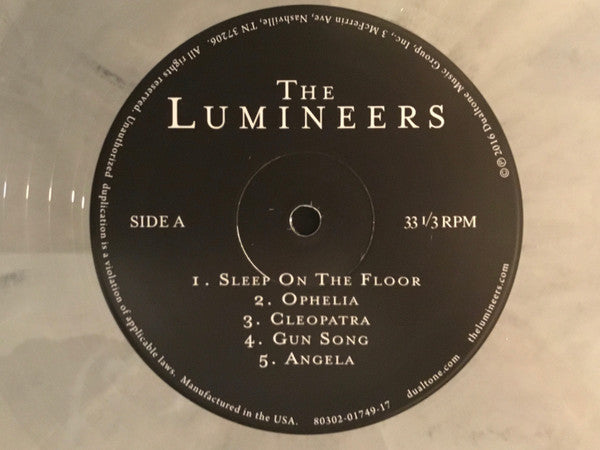 THE
LUMINEERS
SIDE A
33 1/3 RPM
1. SLEEP ON THE FLOOR
2. OPHELIA
3. CLEOPATRA
4. GUN SONG
5. ANGELA
℗©2016 Dualtone Music Group, Inc., 3 McFerrin Ave, Nashville, TN 37206. All rights reserved. Unauthorized duplication is a violation of applicable laws. Manufactured in the USA. 80302-01749-17
dualtone.com
thelumineers.com